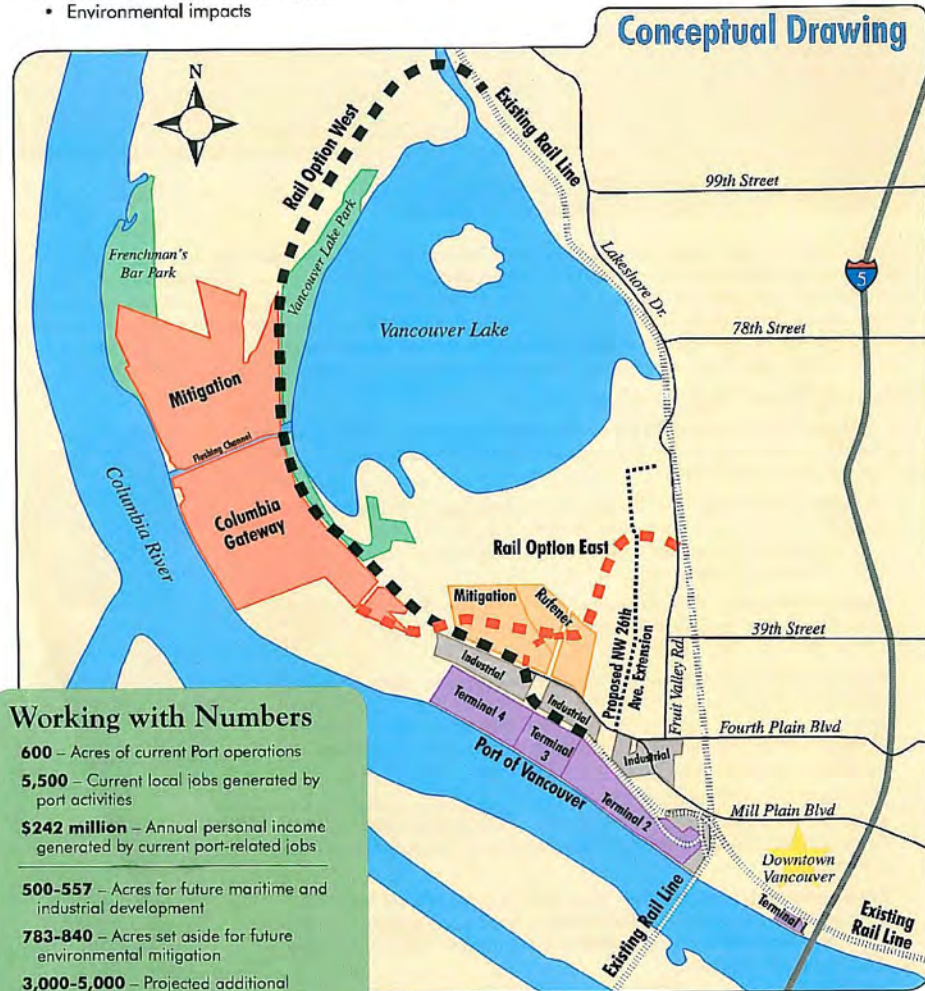 • Environmental impacts
Conceptual Drawing
N
Rail Option West
Existing Rail Line
99th Street
Vancouver Lake Park
Frenchman's
Bar Park
Lakeshore Dr.
5
Vancouver Lake
78th Street
Mitigation
Flushing Channel
Columbia River
Columbia
Gateway
Rail Option East
Mitigation
Rufener
Proposed NW 26th
Ave. Extension
Fruit Valley Rd.
39th Street
Industrial
Industrial
Industrial
Terminal 4
Terminal
3
Terminal 2
Port of Vancouver
Fourth Plain Blvd
Mill Plain Blvd
Downtown
Vancouver
Terminal 1
Existing
Rail Line
Existing Rail Line
Working with Numbers
600 – Acres of current Port operations
5,500 – Current local jobs generated by
port activities
$242 million – Annual personal income
generated by current port-related jobs
500-557 – Acres for future maritime and
industrial development
783-840 – Acres set aside for future
environmental mitigation
3,000-5,000 – Projected additional